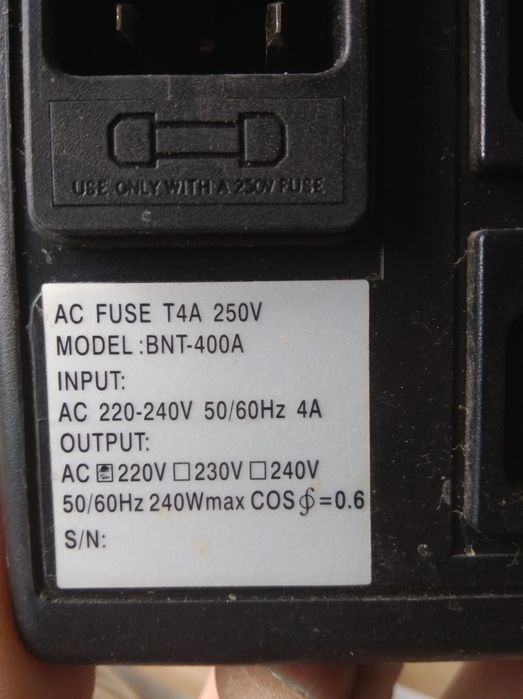 USE ONLY WITH A 250V FUSE
AC FUSE T4A 250V
MODEL :BNT-400A
INPUT:
AC 220-240V 50/60Hz 4A
OUTPUT:
AC ☑220V ☐230V ☐240V
50/60Hz 240Wmax COS∮=0.6
S/N: